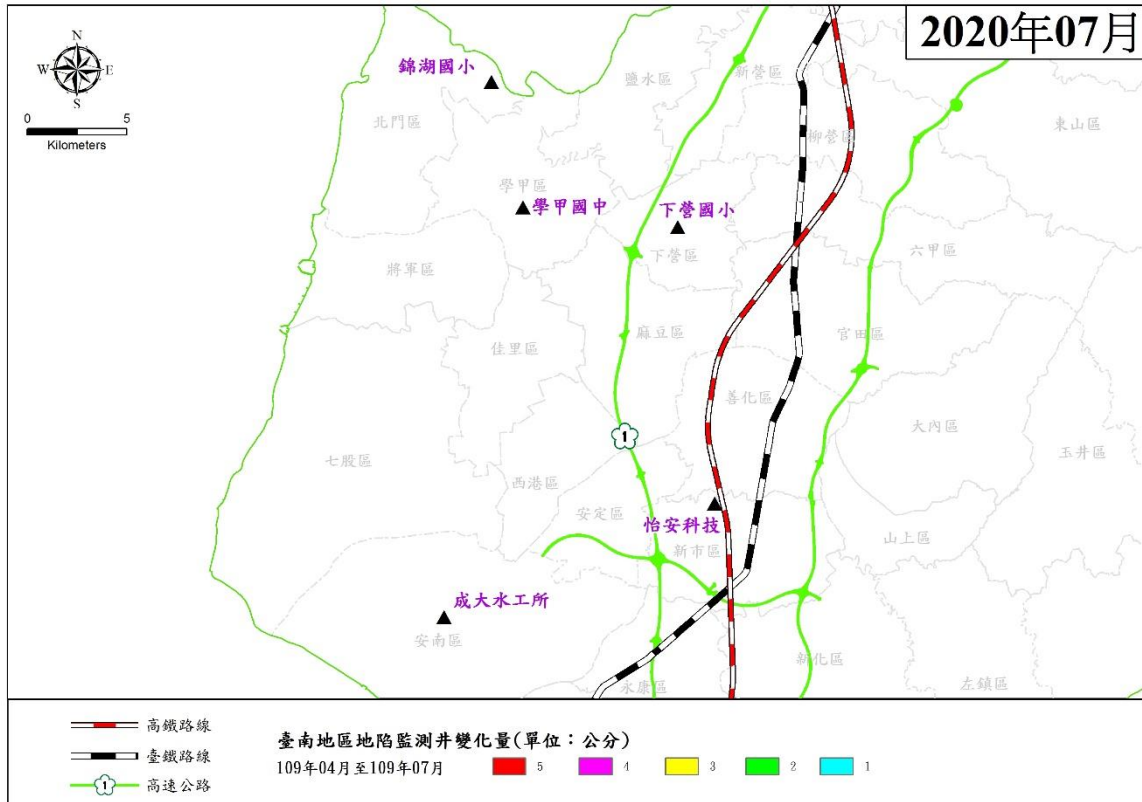 2020年07月
N
W E
S
0 5
Kilometers
錦湖國小
鹽水區
新營區
東山區
北門區
柳營區
學甲區
學甲國中
下營國小
下營區
六甲區
將軍區
麻豆區
官田區
佳里區
善化區
大內區
1
玉井區
七股區
西港區
安定區
怡安科技
山上區
新市區
成大水工所
安南區
新化區
永康區
左鎮區
高鐵路線
臺鐵路線
1 高速公路
臺南地區地陷監測井變化量(單位：公分)
109年04月至109年07月 5 4 3 2 1